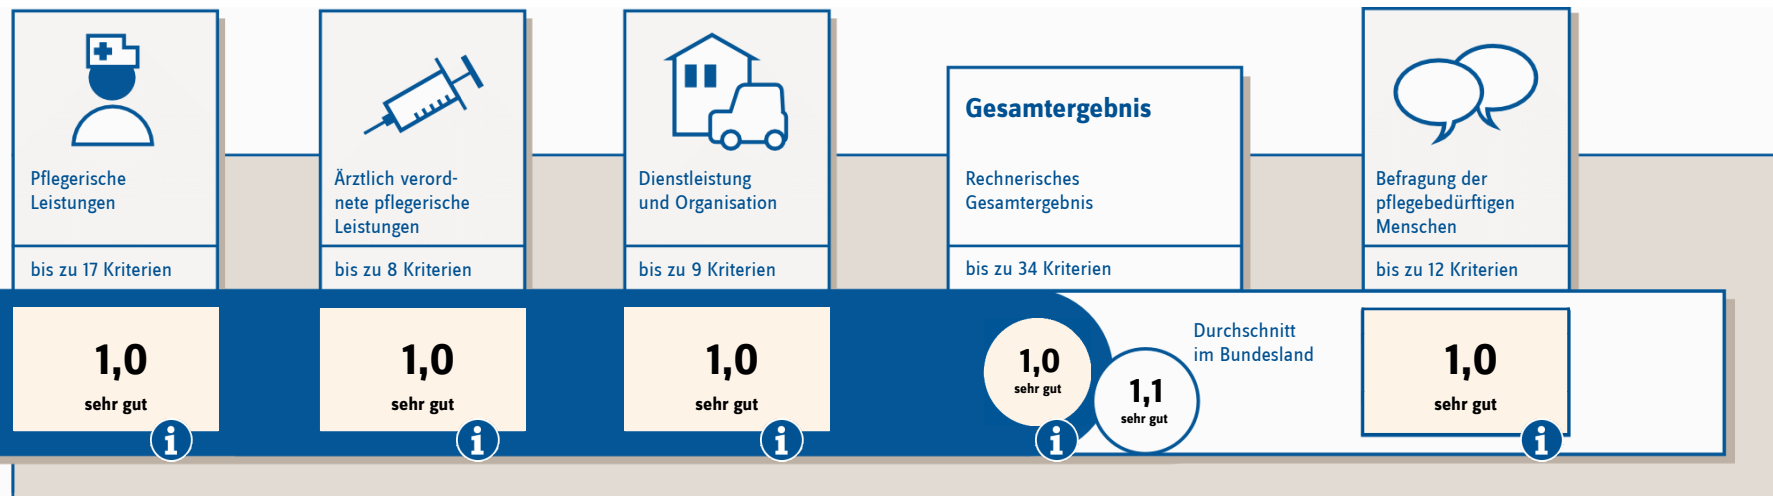 Pflegerische
Leistungen
bis zu 17 Kriterien
1,0
sehr gut
i
Ärztlich verord-
nete pflegerische
Leistungen
bis zu 8 Kriterien
1,0
sehr gut
i
Dienstleistung
und Organisation
bis zu 9 Kriterien
1,0
sehr gut
i
Gesamtergebnis
Rechnerisches
Gesamtergebnis
bis zu 34 Kriterien
1,0
sehr gut
i
1,1
sehr gut
Durchschnitt
im Bundesland
Befragung der
pflegebedürftigen
Menschen
bis zu 12 Kriterien
1,0
sehr gut
i